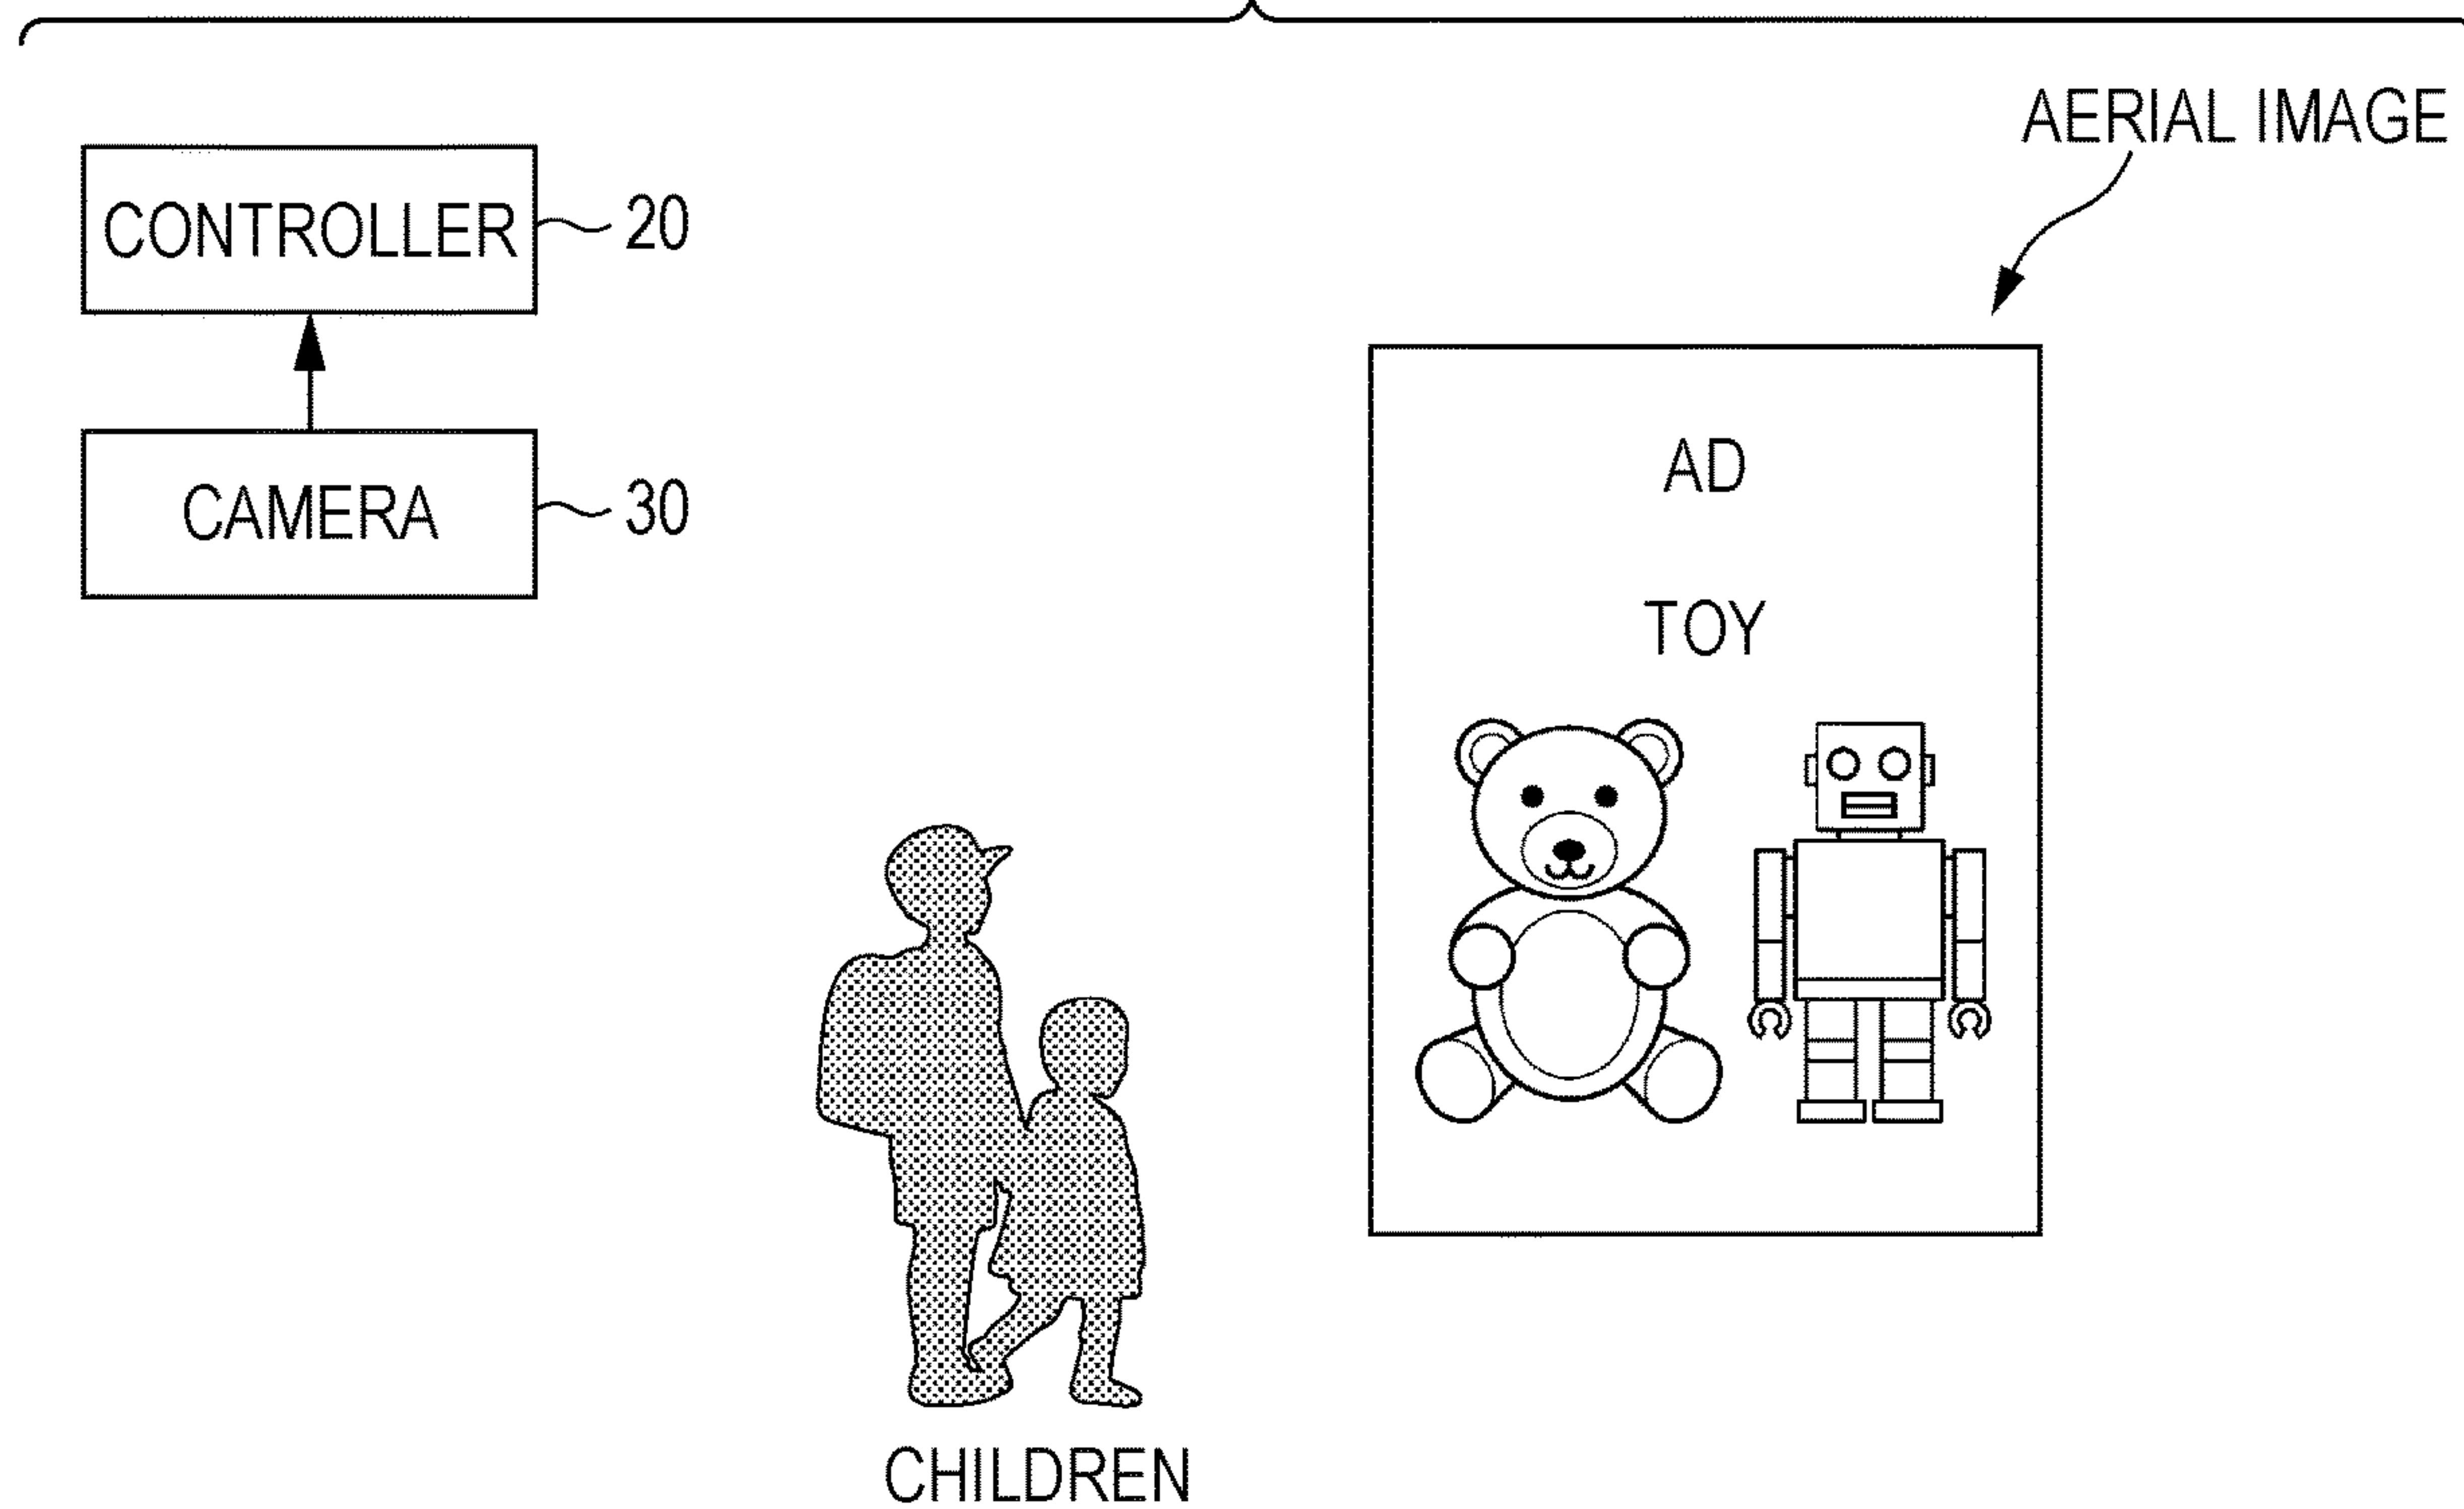 AERIAL IMAGE
CONTROLLER
20
CAMERA
30
AD
TOY
CHILDREN